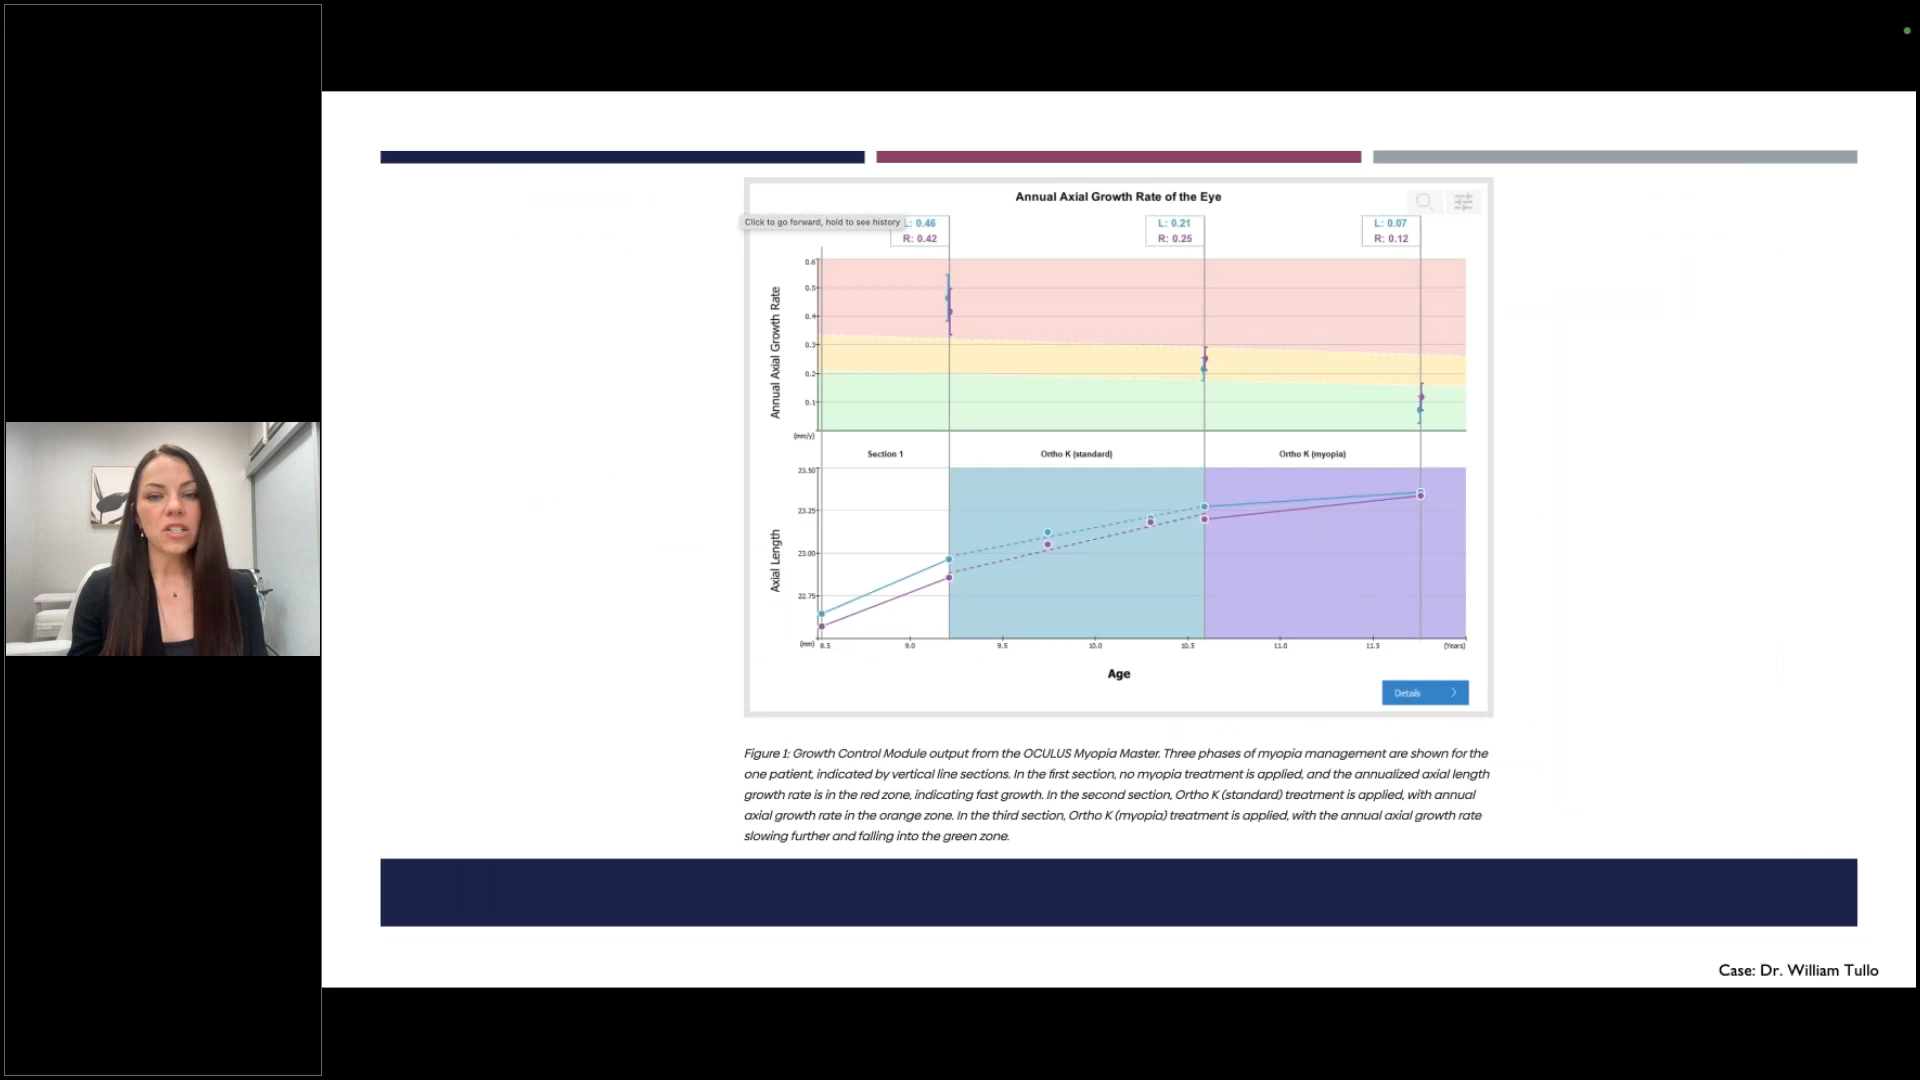 Annual Axial Growth Rate of the Eye
Click to go forward, hold to see history
L: 0.46
R: 0.42
L: 0.21
R: 0.25
L: 0.07
R: 0.12
Annual Axial Growth Rate
0.6
0.5
0.4
0.3
0.2
0.1
(mm/y)
Section 1
Ortho K (standard)
Ortho K (myopia)
Axial Length
23.50
23.25
23.00
22.75
(mm)
8.5
9.0
9.5
10.0
10.5
11.0
11.5
(Years)
Age
Details
Figure 1: Growth Control Module output from the OCULUS Myopia Master. Three phases of myopia management are shown for the
one patient, indicated by vertical line sections. In the first section, no myopia treatment is applied, and the annualized axial length
growth rate is in the red zone, indicating fast growth. In the second section, Ortho K (standard) treatment is applied, with annual
axial growth rate in the orange zone. In the third section, Ortho K (myopia) treatment is applied, with the annual axial growth rate
slowing further and falling into the green zone.
Case: Dr. William Tullo